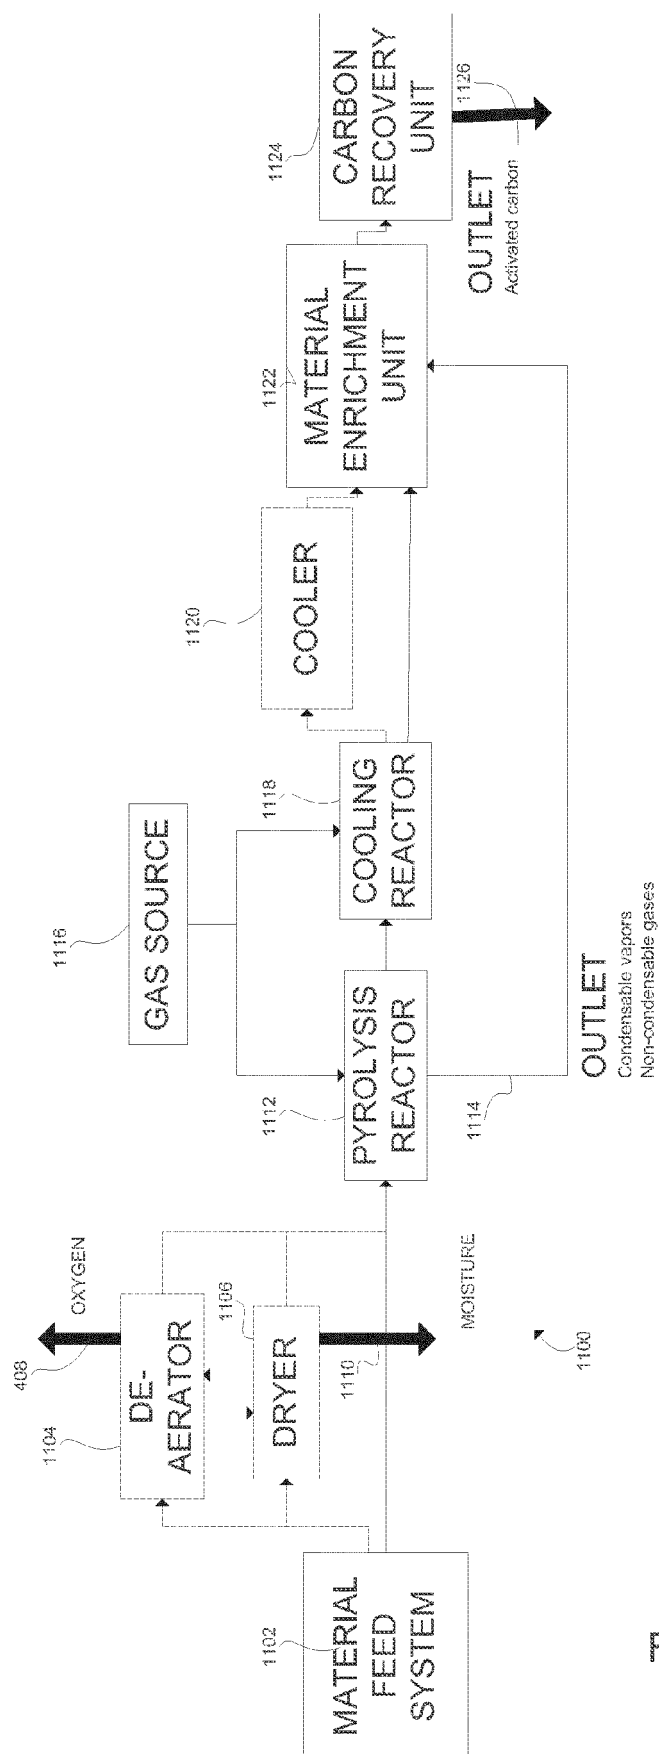 MATERIAL
FEED
SYSTEM
1102
DE-
AERATOR
1104
OXYGEN
408
DRYER
1106
1110
MOISTURE
1100
PYROLYSIS
REACTOR
1112
1114
OUTLET
Condensable vapors
Non-condensable gases
GAS SOURCE
1116
COOLING
REACTOR
1118
COOLER
1120
MATERIAL
ENRICHMENT
UNIT
1122
CARBON
RECOVERY
UNIT
1124
1126
OUTLET
Activated carbon